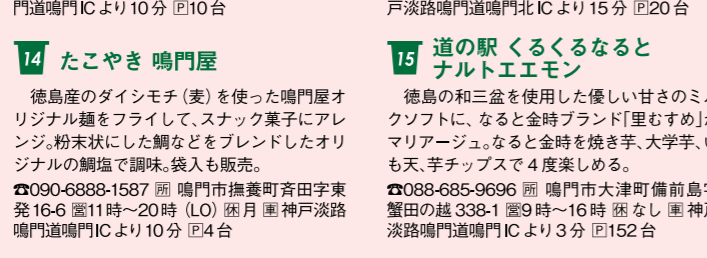 門道鳴門ICより10分 🄿10台
14 たこやき 鳴門屋
徳島産のダイシモチ(麦)を使った鳴門屋オ
リジナル麺をフライして、スナック菓子にアレ
ンジ。粉末状にした鯛などをブレンドしたオリ
ジナルの鯛塩で調味。袋入も販売。
☎090-6888-1587 所 鳴門市撫養町斉田字東
発16-6 営11時〜20時(LO) 休月 車神戸淡路
鳴門道鳴門ICより10分 🄿4台
戸淡路鳴門道鳴門北ICより15分 🄿20台
15 道の駅 くるくるなると
ナルトエエモン
徳島の和三盆を使用した優しい甘さのミ
クソフトに、なると金時ブランド「里むすめ」
マリアージュ。なると金時を焼き芋、大学芋、
も天、芋チップスで4度楽しめる。
☎088-685-9696 所 鳴門市大津町備前島
蟹田の越338-1 営9時〜16時 休なし 車神
淡路鳴門道鳴門ICより3分 🄿152台